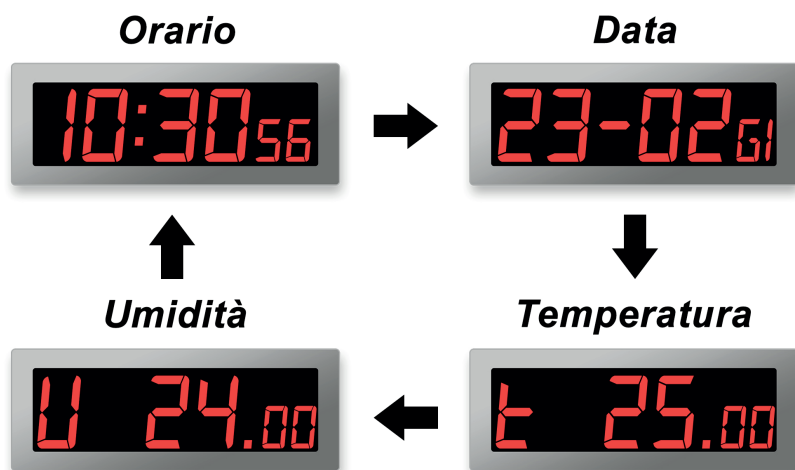 Orario
10:30 56
Data
23-02 GI
Umidità
U 24.00
Temperatura
t 25.00